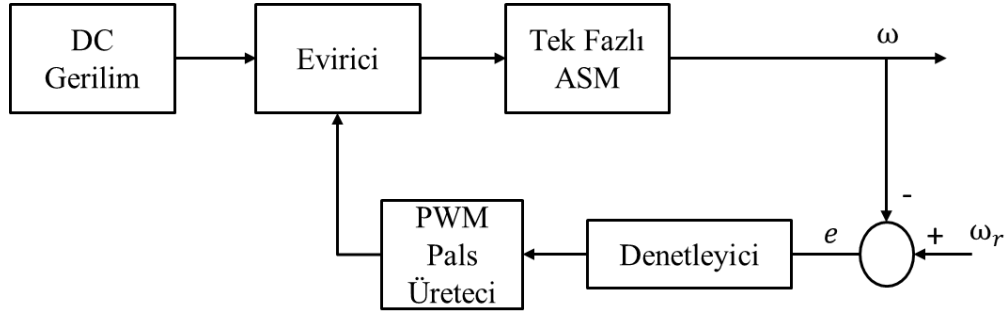 DC
Gerilim
Evirici
Tek Fazlı
ASM
ω
-
+
ωᵣ
e
Denetleyici
PWM
Pals
Üreteci